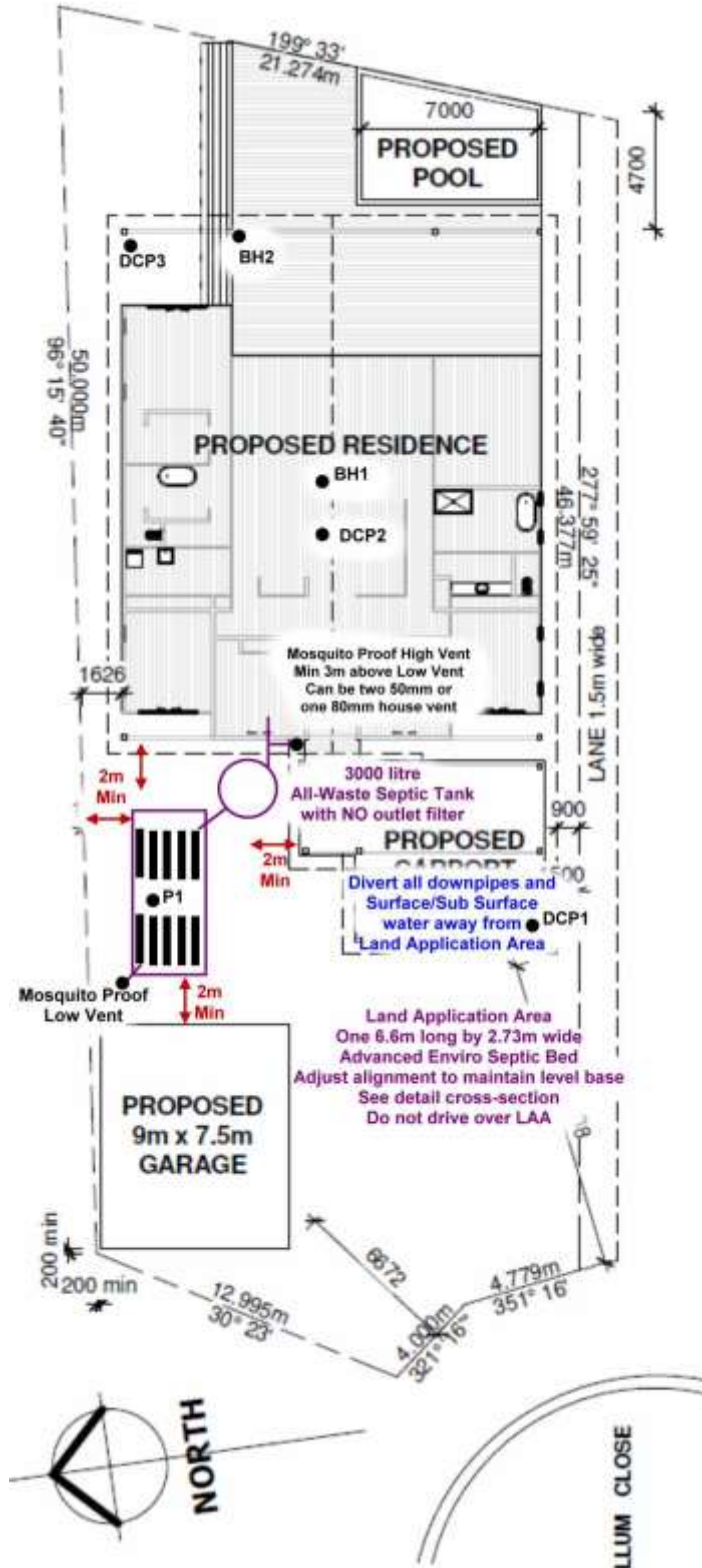 199° 33'
21.274m
7000
PROPOSED
POOL
4700
DCP3
BH2
50.000m
96° 15' 40"
PROPOSED RESIDENCE
BH1
DCP2
277° 59' 25"
46.377m
LANE 1.5m wide
Mosquito Proof High Vent
Min 3m above Low Vent
Can be two 50mm or
one 80mm house vent
1626
2m
Min
3000 litre
All-Waste Septic Tank
with NO outlet filter
900
PROPOSED
CARPORT
2m
Min
Divert all downpipes and
Surface/Sub Surface
water away from
Land Application Area
P1
DCP1
Mosquito Proof
Low Vent
2m
Min
Land Application Area
One 6.6m long by 2.73m wide
Advanced Enviro Septic Bed
Adjust alignment to maintain level base
See detail cross-section
Do not drive over LAA
PROPOSED
9m x 7.5m
GARAGE
200 min
200 min
6672
12.995m
30° 23'
4.000m
321° 16'
4.779m
351° 16'
NORTH
LLUM CLOSE